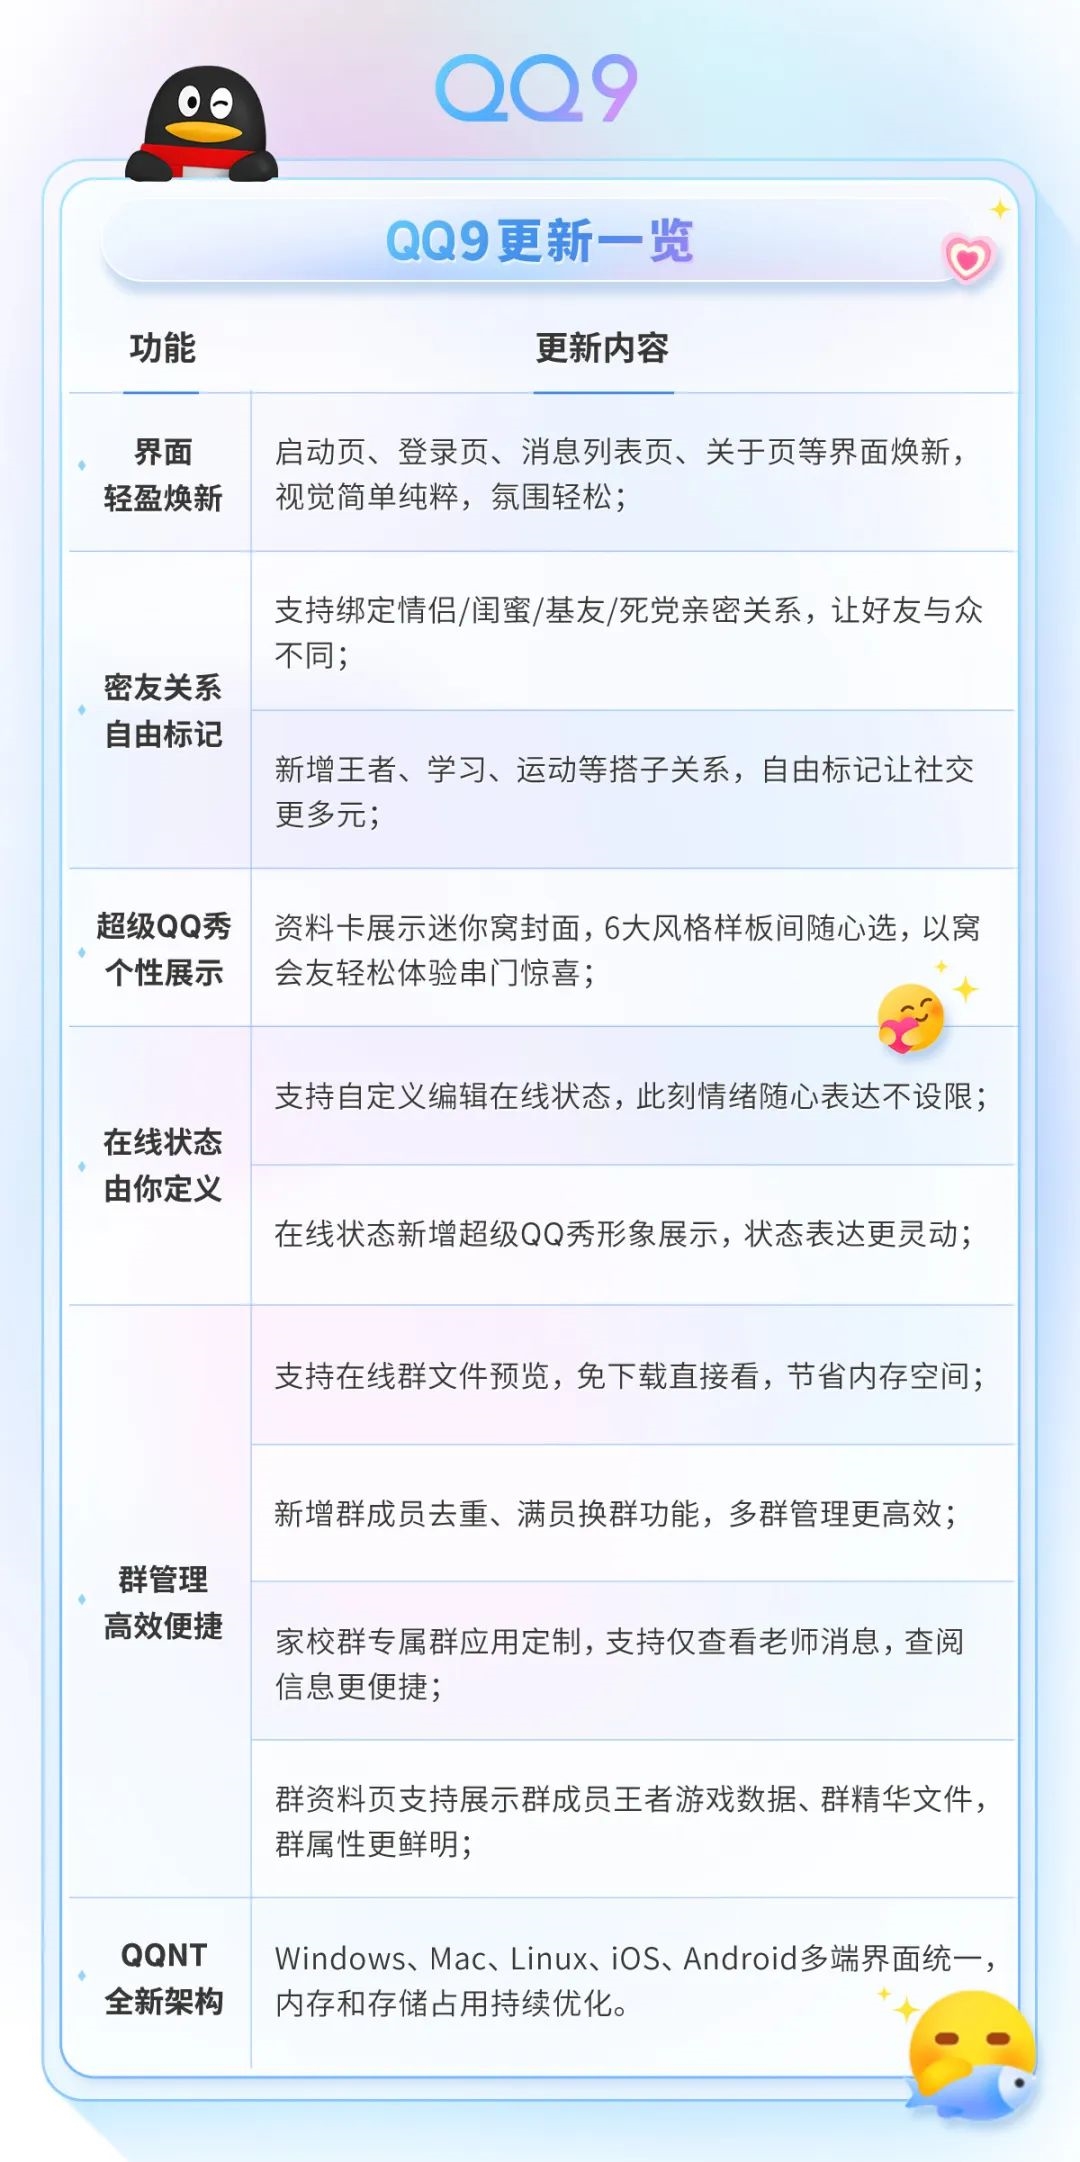 QQ9
QQ9更新一览
功能
更新内容
界面
轻盈焕新
启动页、登录页、消息列表页、关于页等界面焕新，
视觉简单纯粹，氛围轻松；
密友关系
自由标记
支持绑定情侣/闺蜜/基友/死党亲密关系，让好友与众
不同；
新增王者、学习、运动等搭子关系，自由标记让社交
更多元；
超级QQ秀
个性展示
资料卡展示迷你窝封面，6大风格样板间随心选，以窝
会友轻松体验串门惊喜；
在线状态
由你定义
支持自定义编辑在线状态，此刻情绪随心表达不设限；
在线状态新增超级QQ秀形象展示，状态表达更灵动；
群管理
高效便捷
支持在线群文件预览，免下载直接看，节省内存空间；
新增群成员去重、满员换群功能，多群管理更高效；
家校群专属群应用定制，支持仅查看老师消息，查阅
信息更便捷；
群资料页支持展示群成员王者游戏数据、群精华文件，
群属性更鲜明；
QQNT
全新架构
Windows、Mac、Linux、iOS、Android多端界面统一，
内存和存储占用持续优化。